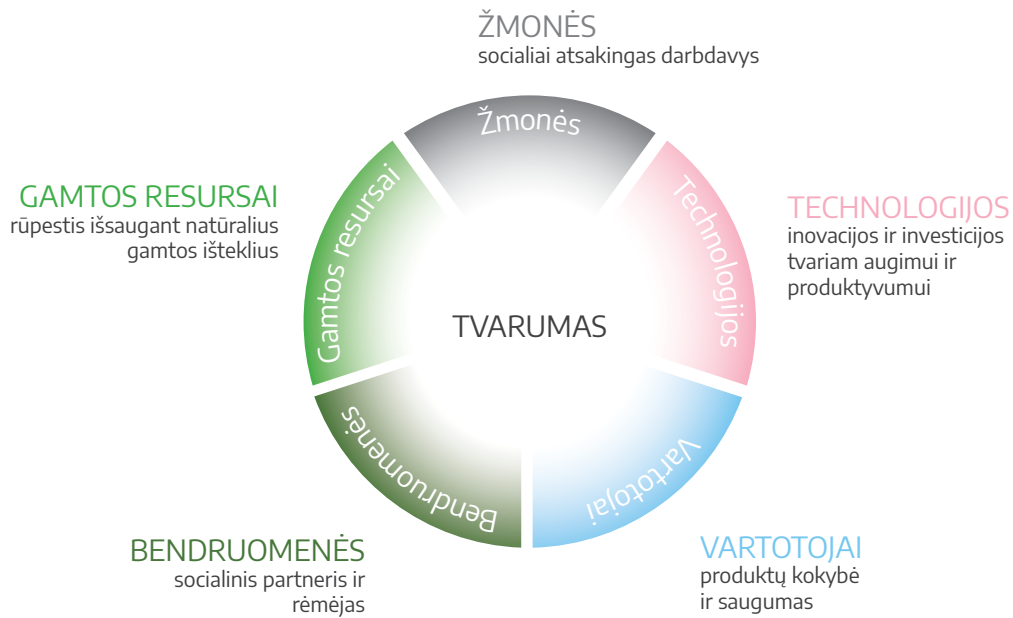 ŽMONĖS
socialiai atsakingas darbdavys
Žmonės
GAMTOS RESURSAI
rūpestis išsaugant natūralius
gamtos išteklius
Gamtos resursai
Technologijos
TECHNOLOGIJOS
inovacijos ir investicijos
tvariam augimui ir
produktyvumui
TVARUMAS
Bendruomenės
Vartotojai
BENDRUOMENĖS
socialinis partneris ir
rėmėjas
VARTOTOJAI
produktų kokybė
ir saugumas